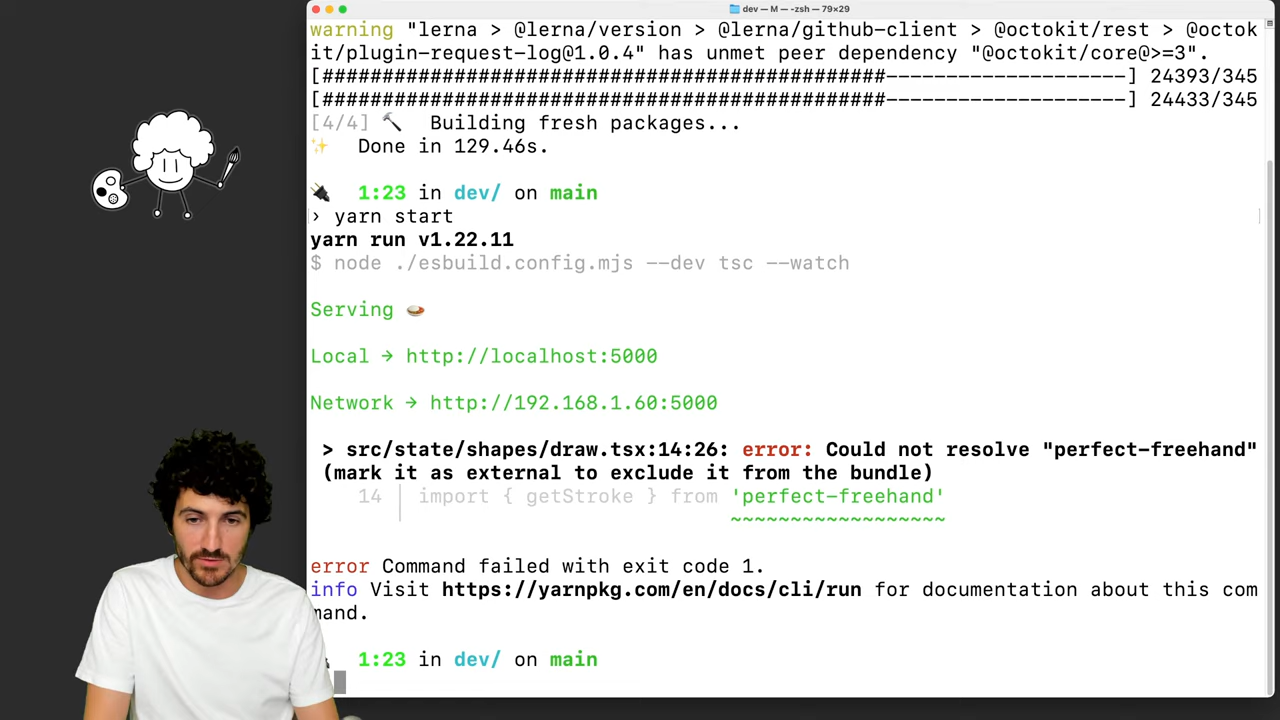 dev — M — -zsh — 79×29
warning "lerna > @lerna/version > @lerna/github-client > @octokit/rest > @octok
it/plugin-request-log@1.0.4" has unmet peer dependency "@octokit/core@>=3".
[###############################################--------------------] 24393/345
[###############################################--------------------] 24433/345
[4/4] 🔨  Building fresh packages...
✨  Done in 129.46s.
🔌  1:23 in dev/ on main
› yarn start
yarn run v1.22.11
$ node ./esbuild.config.mjs --dev tsc --watch
Serving 🍛
Local → http://localhost:5000
Network → http://192.168.1.60:5000
> src/state/shapes/draw.tsx:14:26: error: Could not resolve "perfect-freehand"
(mark it as external to exclude it from the bundle)
14 │ import { getStroke } from 'perfect-freehand'
~~~~~~~~~~~~~~~~~~
error Command failed with exit code 1.
info Visit https://yarnpkg.com/en/docs/cli/run for documentation about this com
mand.
1:23 in dev/ on main